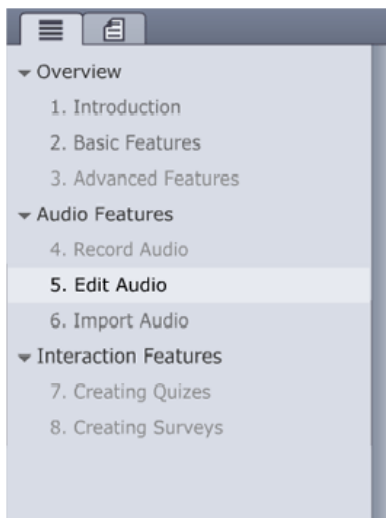 Overview
1. Introduction
2. Basic Features
3. Advanced Features
Audio Features
4. Record Audio
5. Edit Audio
6. Import Audio
Interaction Features
7. Creating Quizes
8. Creating Surveys